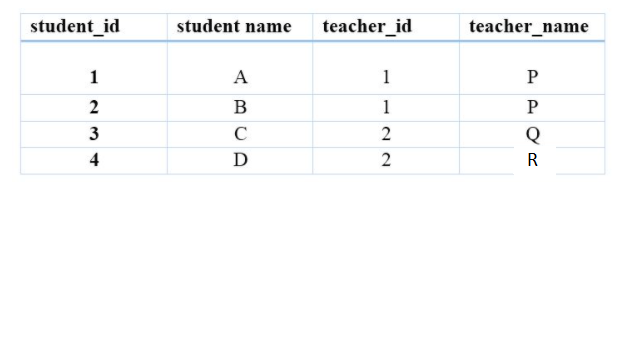 student_id student name teacher_id teacher_name
1 A 1 P
2 B 1 P
3 C 2 Q
4 D 2 R